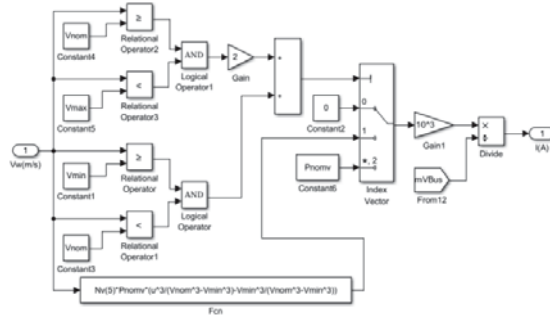 ≥
Vnom
Relational
Operator2
Constant4
AND
2
Logical
Operator1
Gain
<
Vmax
Relational
Operator3
Constant5
+
+
0
Constant2
0
1
*, 2
Pnomv
Constant6
Index
Vector
10^3
Gain1
×
÷
Divide
1
I(A)
mVBus
From12
1
Vw(m/s)
≥
Vmin
Relational
Operator
Constant1
AND
Logical
Operator
<
Vnom
Relational
Operator1
Constant3
Nv(5)*Pnomv*(u^3/(Vnom^3-Vmin^3)-Vmin^3/(Vnom^3-Vmin^3))
Fcn